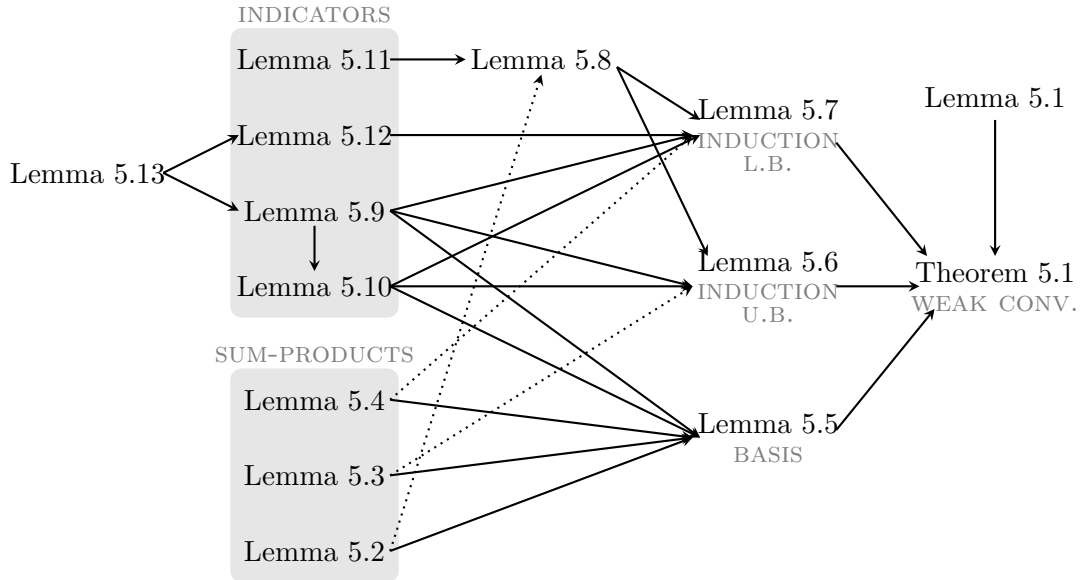 INDICATORS
Lemma 5.11
Lemma 5.8
Lemma 5.7
INDUCTION
L.B.
Lemma 5.1
Lemma 5.12
Lemma 5.13
Lemma 5.9
Lemma 5.10
Lemma 5.6
INDUCTION
U.B.
Theorem 5.1
WEAK CONV.
SUM-PRODUCTS
Lemma 5.4
Lemma 5.5
BASIS
Lemma 5.3
Lemma 5.2